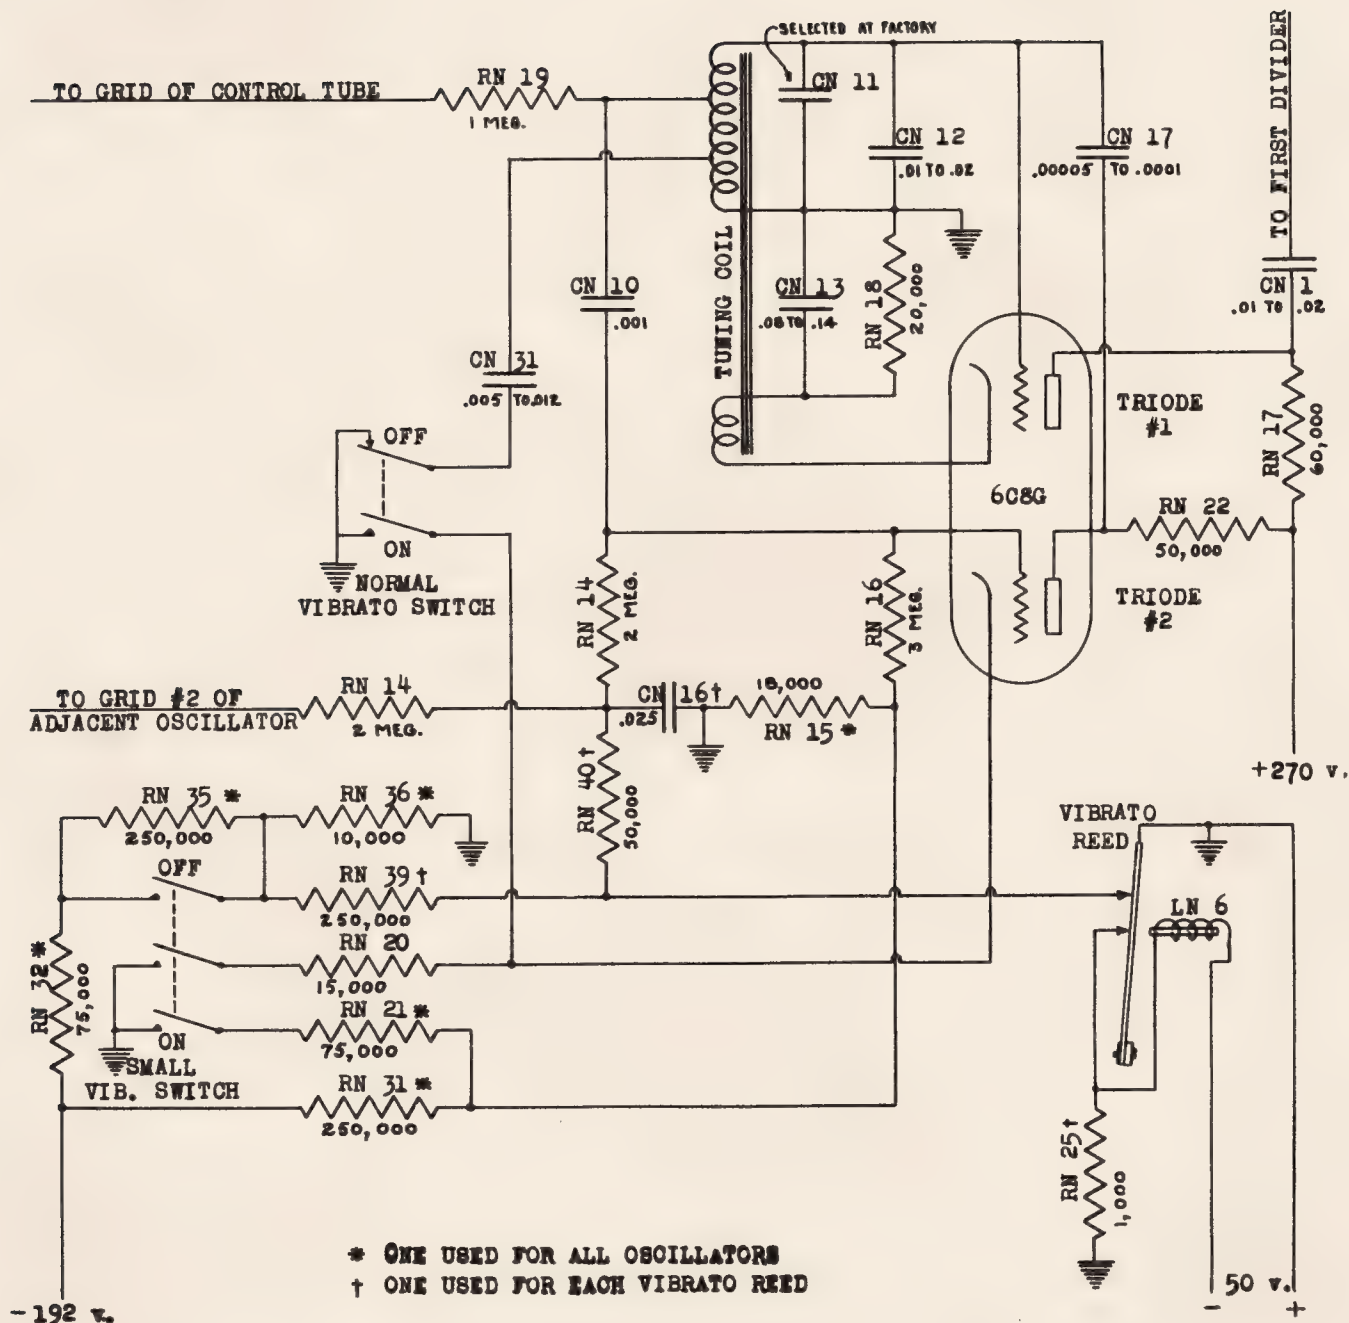 SELECTED AT FACTORY
TO GRID OF CONTROL TUBE
RN 19
1 MEG.
CN 11
CN 12
.01 TO .02
CN 17
.00005 TO .0001
TO FIRST DIVIDER
CN 1
.01 TO .02
TUNING COIL
CN 10
.001
CN 13
.08 TO .14
RN 18
20,000
CN 31
.005 TO .012
OFF
ON
NORMAL
VIBRATO SWITCH
TRIODE
#1
RN 17
60,000
6C8G
RN 22
50,000
TRIODE
#2
RN 14
2 MEG.
RN 16
3 MEG.
TO GRID #2 OF
ADJACENT OSCILLATOR
RN 14
2 MEG.
CN 16†
.025
18,000
RN 15 *
RN 40†
50,000
+270 v.
RN 35 *
250,000
RN 36 *
10,000
VIBRATO
REED
OFF
RN 39 †
250,000
LN 6
RN 32 *
75,000
RN 20
15,000
RN 21 *
75,000
ON
SMALL
VIB. SWITCH
RN 31 *
250,000
RN 25†
1,000
* ONE USED FOR ALL OSCILLATORS
† ONE USED FOR EACH VIBRATO REED
-192 v.
50 v.
- +